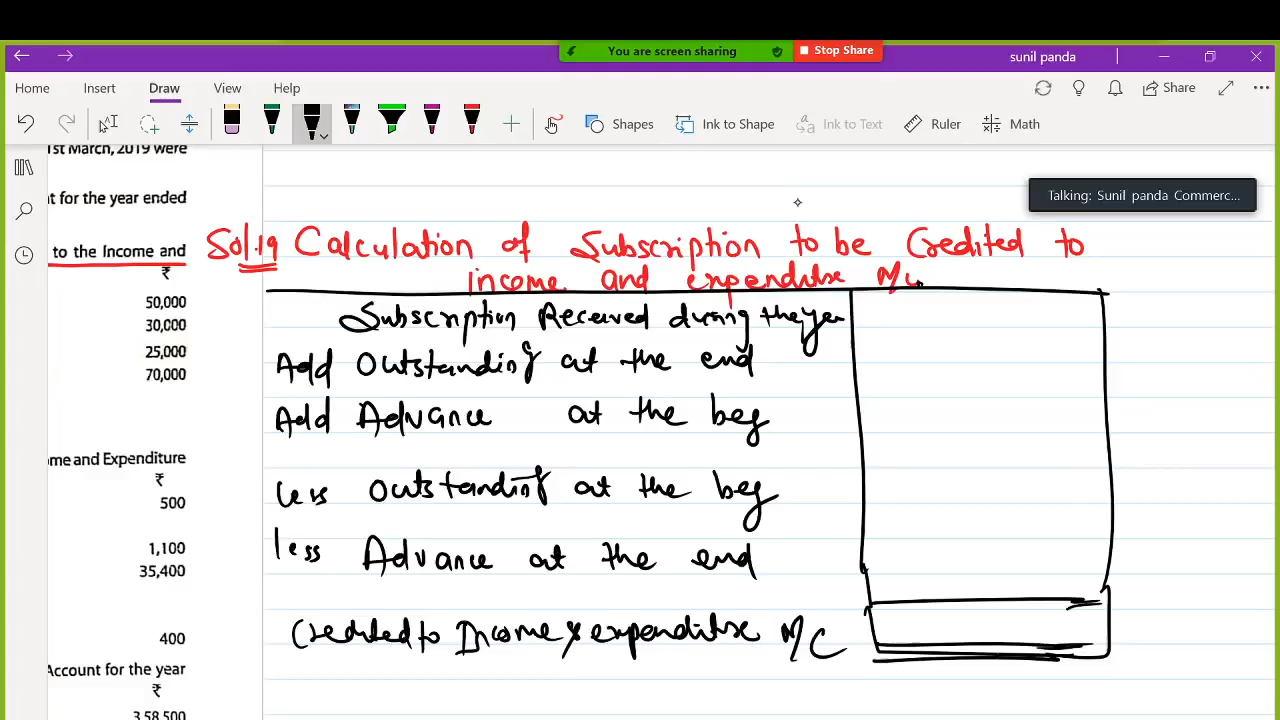 You are screen sharing
Stop Share
sunil panda
Home Insert Draw View Help
Share
Shapes
Ink to Shape
Ink to Text
Ruler
Math
1st March, 2019 were
Talking: Sunil panda Commerc...
t for the year ended
to the Income and
₹
50,000
30,000
25,000
70,000
me and Expenditure
₹
500
1,100
35,400
400
Account for the year
₹
3,58,500
Sol.19 Calculation of Subscription to be Credited to
income and expenditure A/c
Subscription Received during the year
Add Outstanding at the end
Add Advance at the beg
less Outstanding at the beg
less Advance at the end
Credited to Income & expenditure A/C